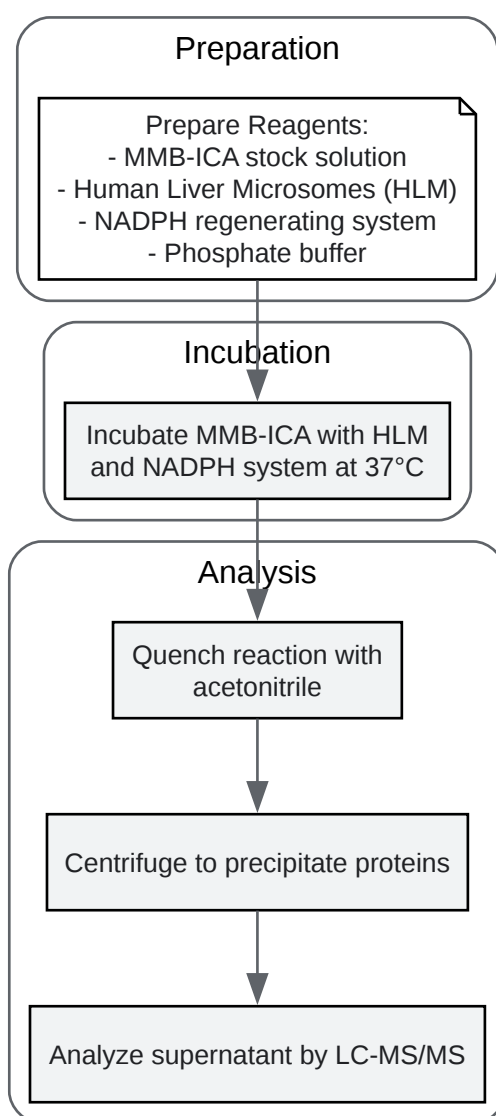 Preparation
Prepare Reagents:
- MMB-ICA stock solution
- Human Liver Microsomes (HLM)
- NADPH regenerating system
- Phosphate buffer
Incubation
Incubate MMB-ICA with HLM
and NADPH system at 37°C
Analysis
Quench reaction with
acetonitrile
Centrifuge to precipitate proteins
Analyze supernatant by LC-MS/MS